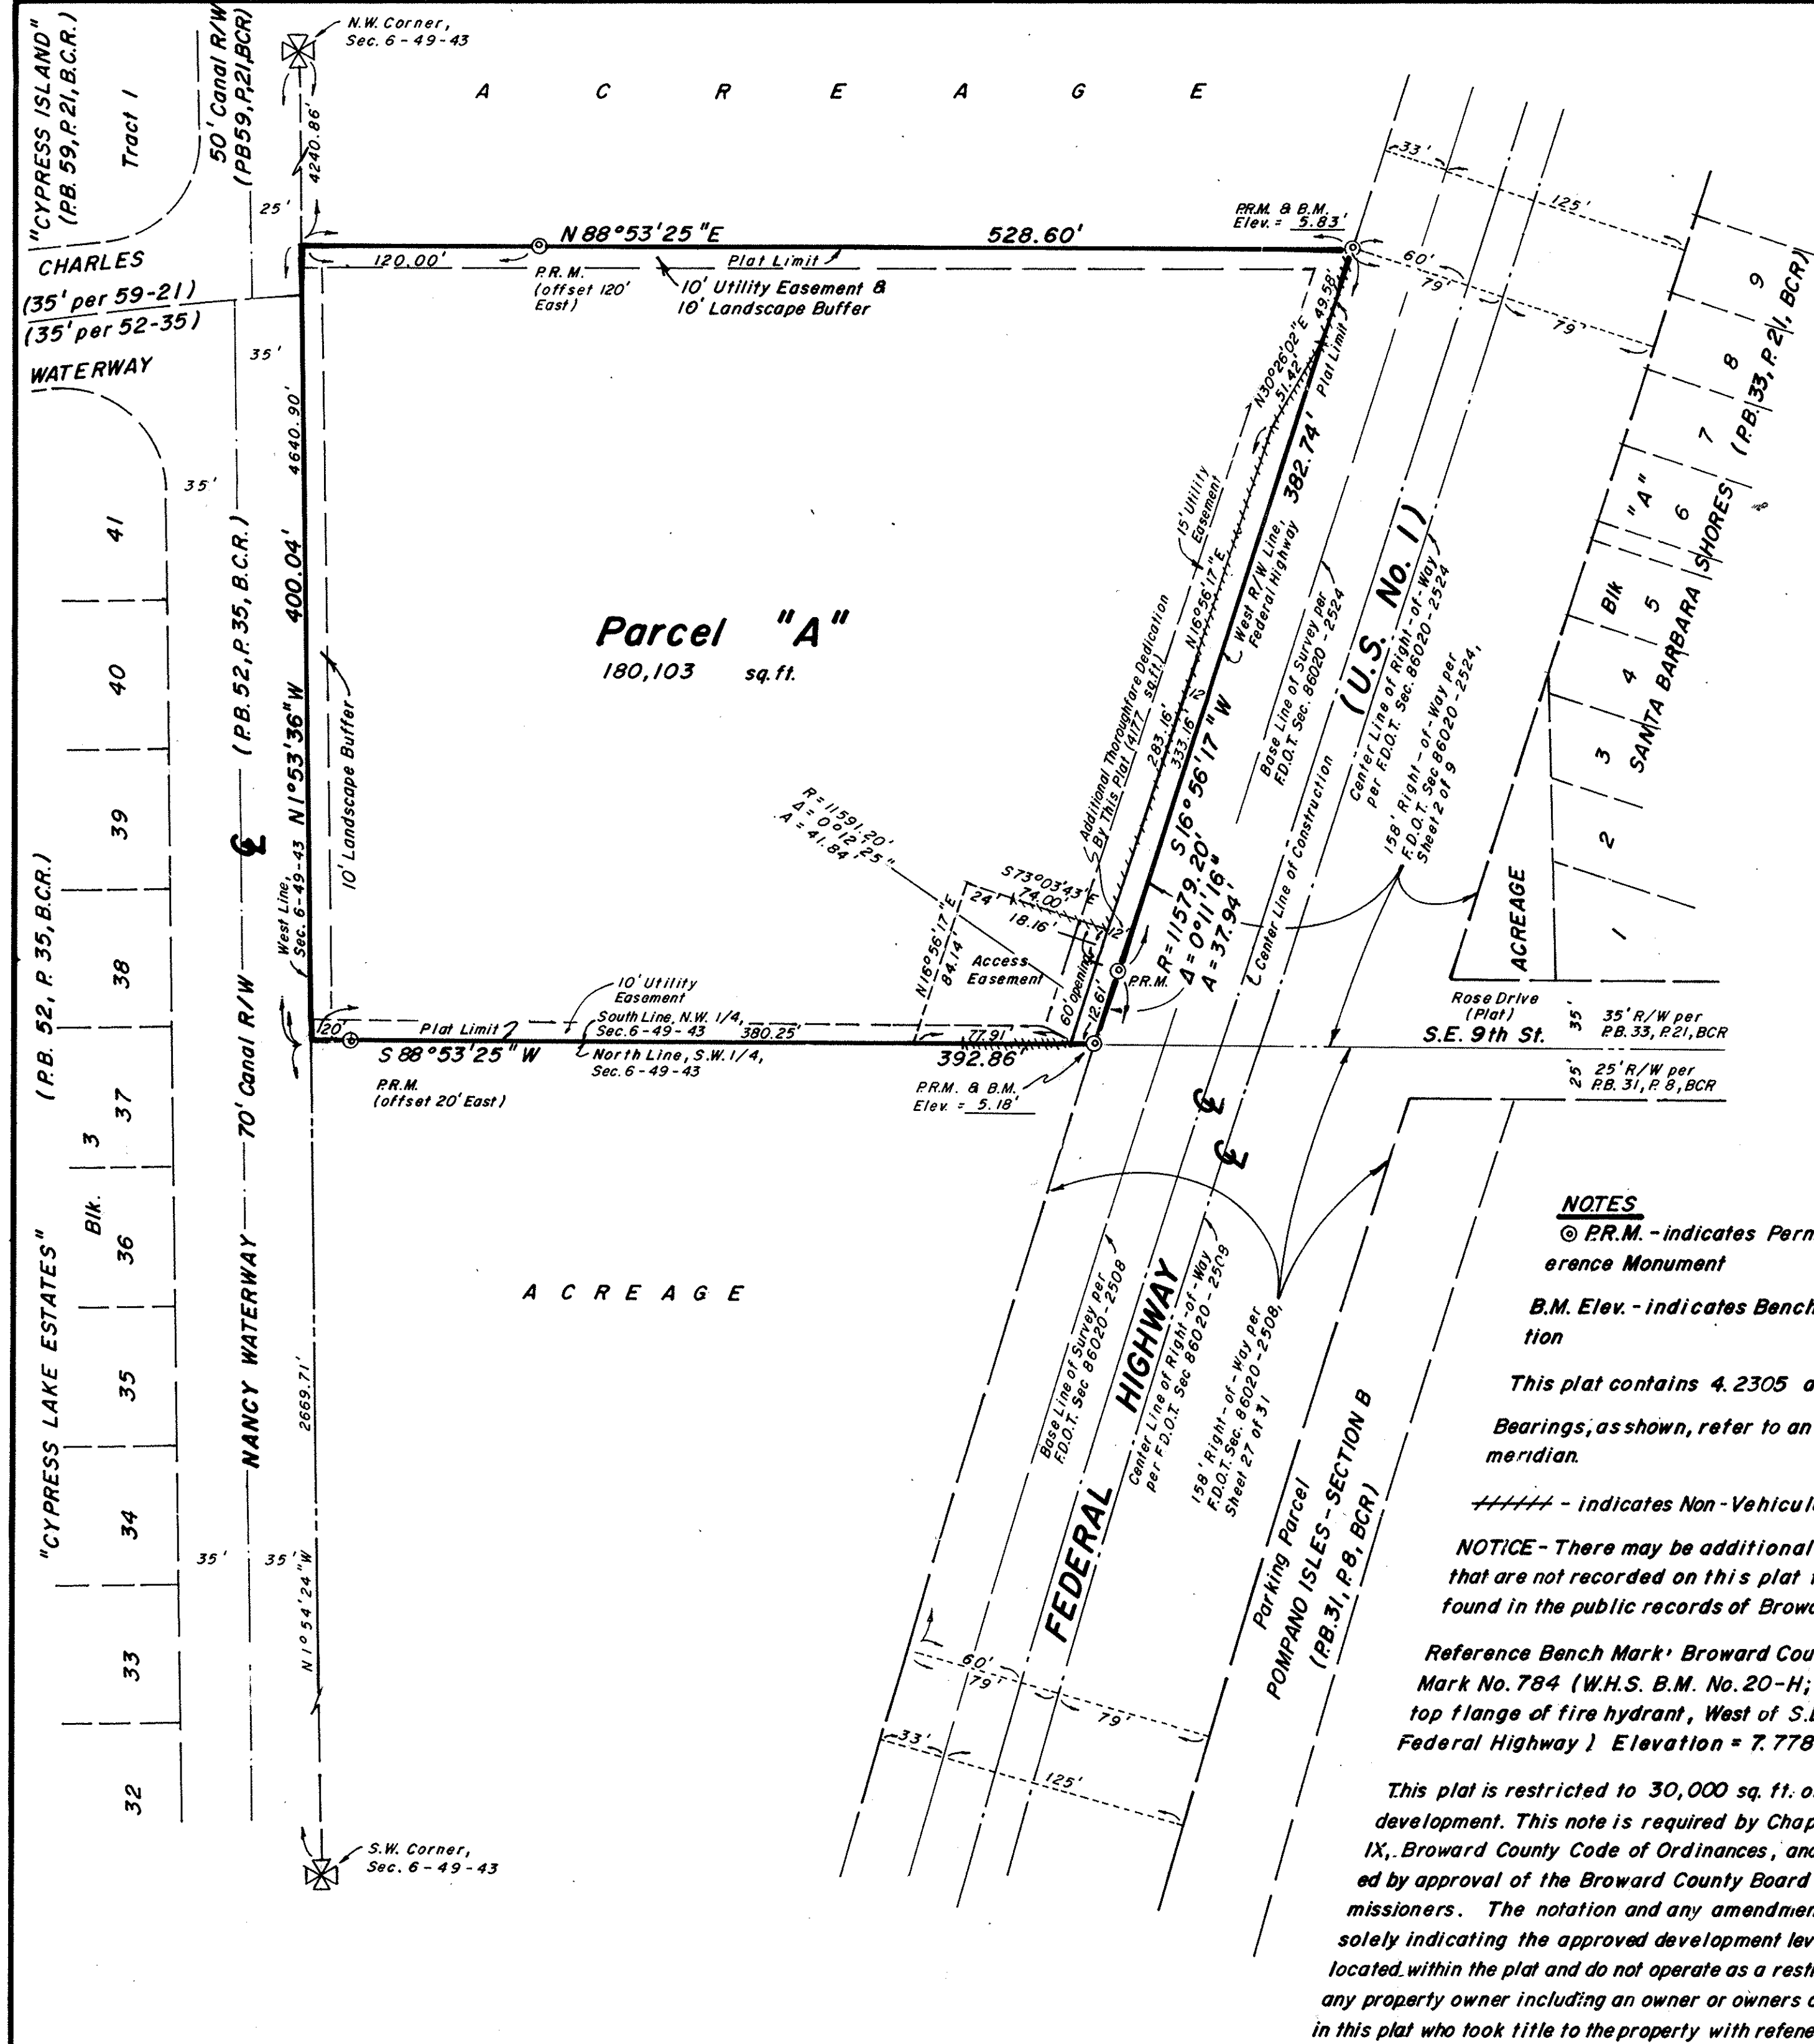 "CYPRESS ISLAND"
(P.B. 59, P. 21, B.C.R.)
Tract 1
50' Canal R/W
(PB59, P,21,BCR)
N.W. Corner,
Sec. 6-49-43
4240.86'
25'
A C R E A G E
CHARLES
(35' per 59-21)
(35' per 52-35)
WATERWAY
35'
35'
N 88°53'25"E
528.60'
120.00'
P.R.M.
(offset 120'
East)
Plat Limit
10' Utility Easement &
10' Landscape Buffer
P.R.M. & B.M.
Elev. = 5.83'
33'
125'
60'
79'
79'
49.58'
N30°26'02"E
51.42'
Plat Limit
4640.90'
400.04'
N1°53'36"W
West Line,
Sec. 6-49-43
10' Landscape Buffer
(P.B. 52, P. 35, B.C.R.)
Parcel "A"
180,103 sq.ft.
15' Utility
Easement
382.74'
West R/W Line,
Federal Highway
N16°56'17"E
283.16'
333.16'
12'
S16°56'17"W
Additional Thoroughfare Dedication
By This Plat (4177 sq.ft.)
Base Line of Survey per
F.D.O.T. Sec. 86020-2524
(U.S. No. 1)
Center Line of Right-of-Way
per F.D.O.T. Sec. 86020-2524
158' Right-of-Way per
F.D.O.T. Sec 86020-2524,
Sheet 2 of 9
Center Line of Construction
9
8
7
6
"A"
Blk
5
4
3
2
1
SANTA BARBARA SHORES (P.B. 33, P. 21, BCR)
ACREAGE
R=11591.20'
Δ=0°12'25"
A=41.84'
S73°03'43"E
74.00'
24'
18.16'
12'
N16°56'17"E
84.14'
Access
Easement
60' opening
12.61'
P.R.M.
R=11579.20'
Δ=0°11'16"
A=37.94'
Rose Drive
(Plat)
S.E. 9th St.
35'
35' R/W per
P.B. 33, P.21, BCR
25'
25' R/W per
P.B. 31, P. 8, BCR
20'
Plat Limit
10' Utility
Easement
South Line, N.W. 1/4,
Sec.6-49-43
380.25'
77.91'
S 88°53'25"W
North Line, S.W.1/4,
Sec. 6-49-43
392.86'
P.R.M.
(offset 20' East)
P.R.M. & B.M.
Elev. = 5.18'
41
40
39
38
37
3
Blk.
36
35
34
33
32
(P.B. 52, P. 35, B.C.R.)
"CYPRESS LAKE ESTATES"
NANCY WATERWAY
70' Canal R/W
35'
35'
2669.71'
N1°54'24"W
A C R E A G E
S.W. Corner,
Sec. 6-49-43
Base Line of Survey per
F.D.O.T. Sec 86020-2508
FEDERAL HIGHWAY
Center Line of Right-of-Way
per F.D.O.T. Sec 86020-2508
158' Right-of-Way per
F.D.O.T. Sec. 86020-2508,
Sheet 27 of 31
60'
79'
79'
33'
125'
Parking Parcel
POMPANO ISLES-SECTION B
(P.B.31, P.8, BCR)
NOTES
P.R.M. - indicates Perm
erence Monument
B.M. Elev. - indicates Bench
tion
This plat contains 4.2305 a
Bearings, as shown, refer to an
meridian.
- indicates Non-Vehicul
NOTICE - There may be additional
that are not recorded on this plat t
found in the public records of Browa
Reference Bench Mark: Broward Cou
Mark No. 784 (W.H.S. B.M. No. 20-H;
top flange of fire hydrant, West of S.E
Federal Highway) Elevation = 7.778
This plat is restricted to 30,000 sq. ft. o
development. This note is required by Chap
IX, Broward County Code of Ordinances, and
ed by approval of the Broward County Board
missioners. The notation and any amendmen
solely indicating the approved development lev
located within the plat and do not operate as a restr
any property owner including an owner or owners o
in this plat who took title to the property with refene